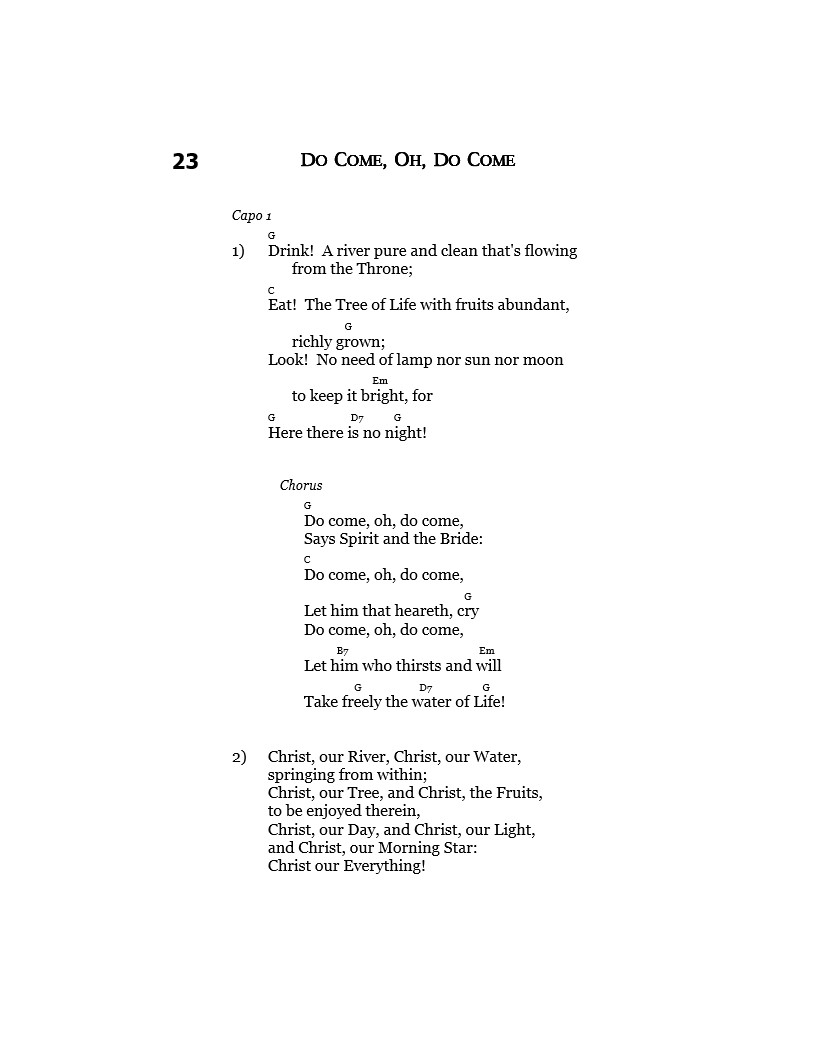 23 Do Come, Oh, Do Come
Capo 1
G
1) Drink! A river pure and clean that's flowing
from the Throne;
C
Eat! The Tree of Life with fruits abundant,
G
richly grown;
Look! No need of lamp nor sun nor moon
Em
to keep it bright, for
G D7 G
Here there is no night!
Chorus
G
Do come, oh, do come,
Says Spirit and the Bride:
C
Do come, oh, do come,
G
Let him that heareth, cry
Do come, oh, do come,
B7 Em
Let him who thirsts and will
G D7 G
Take freely the water of Life!
2) Christ, our River, Christ, our Water,
springing from within;
Christ, our Tree, and Christ, the Fruits,
to be enjoyed therein,
Christ, our Day, and Christ, our Light,
and Christ, our Morning Star:
Christ our Everything!